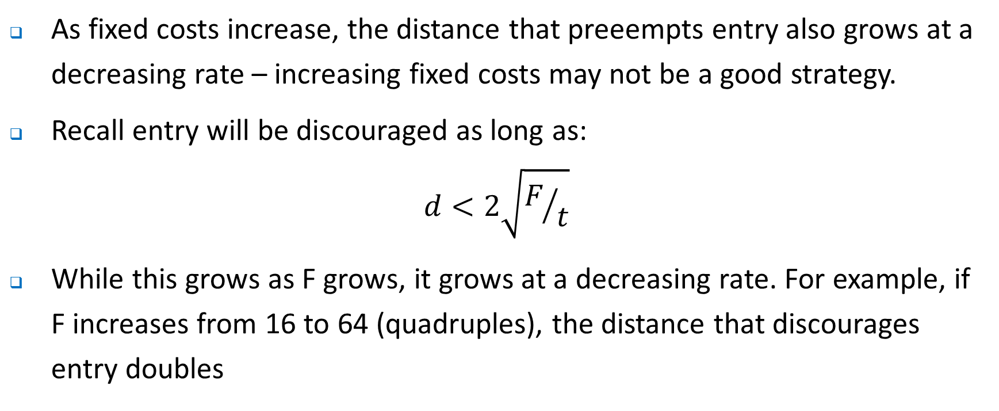 ❑ As fixed costs increase, the distance that preeempts entry also grows at a
decreasing rate – increasing fixed costs may not be a good strategy.
❑ Recall entry will be discouraged as long as:
d < 2√(F/t)
❑ While this grows as F grows, it grows at a decreasing rate. For example, if
F increases from 16 to 64 (quadruples), the distance that discourages
entry doubles